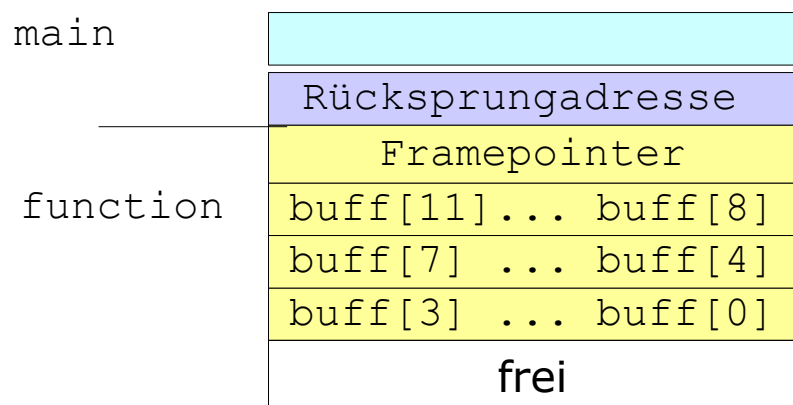 main
Rücksprungadresse
Framepointer
function
buff[11]... buff[8]
buff[7] ... buff[4]
buff[3] ... buff[0]
frei